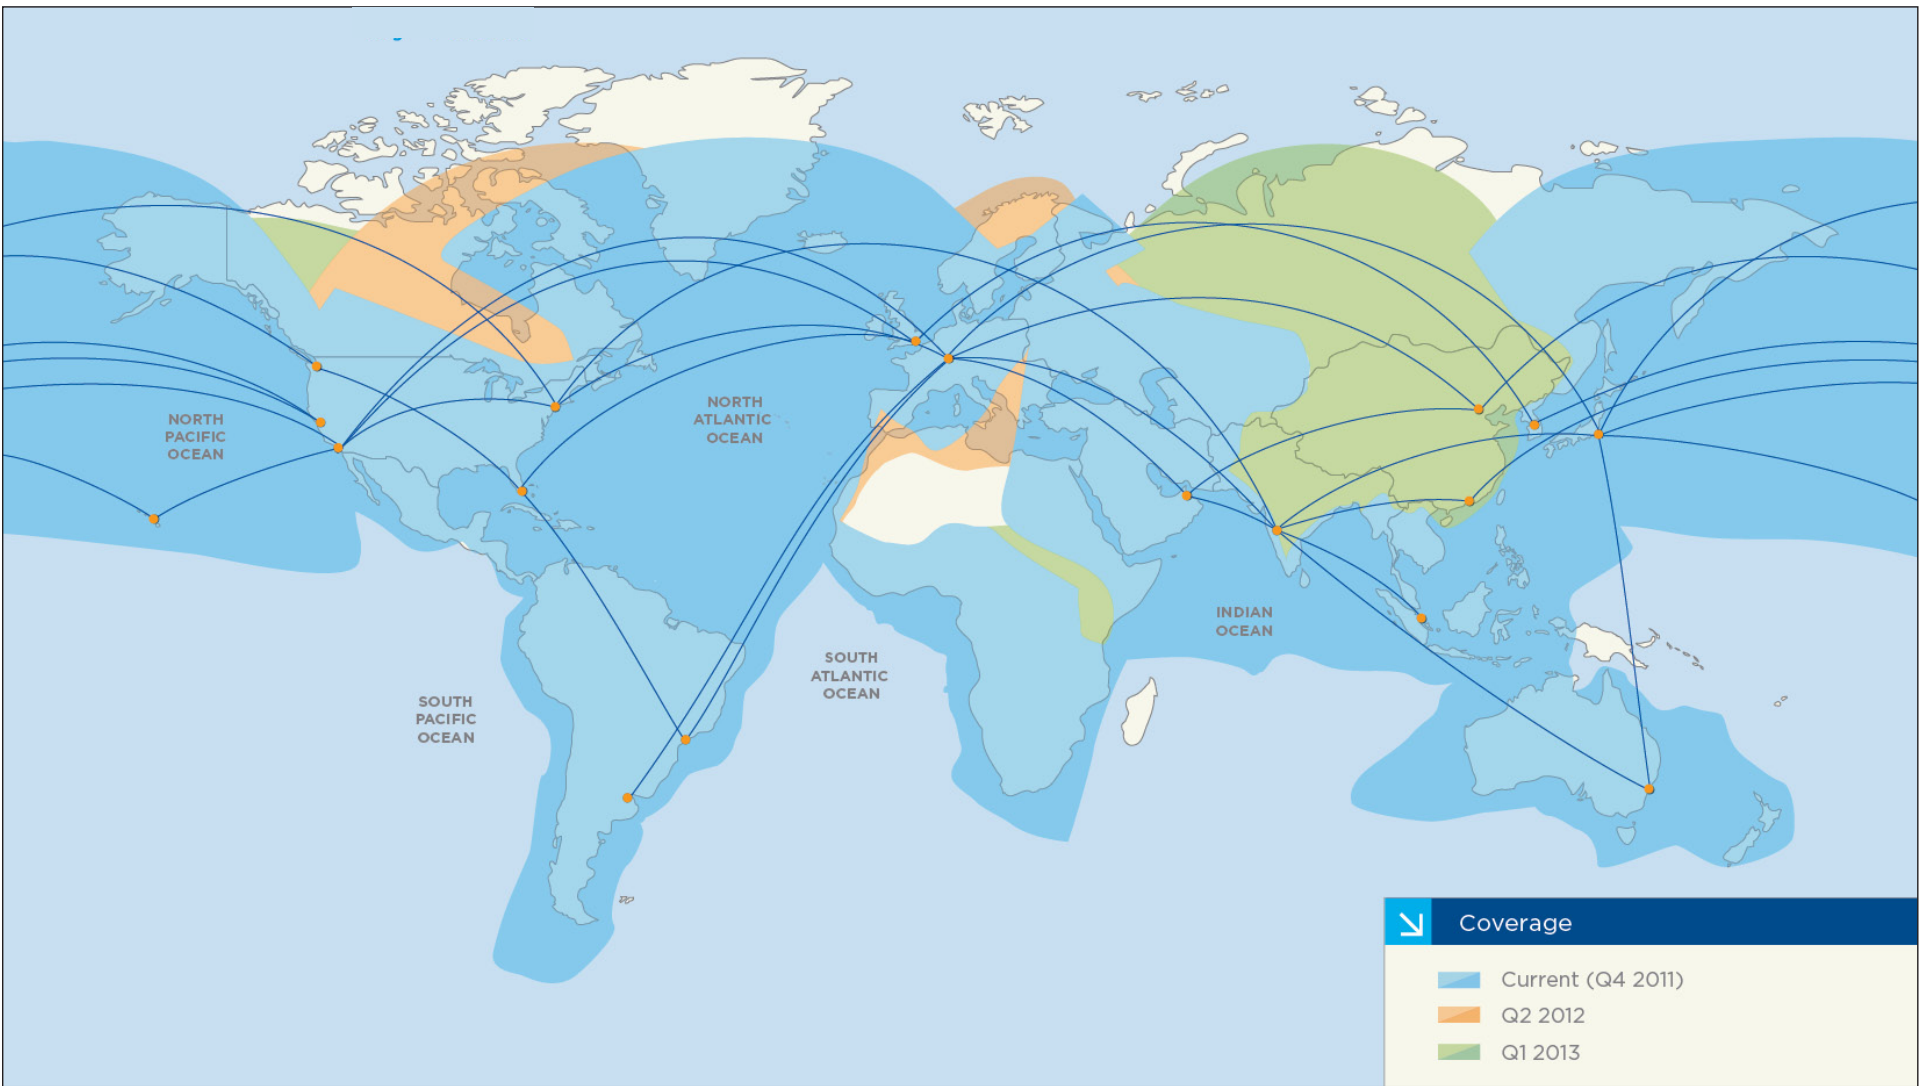 NORTH
PACIFIC
OCEAN
NORTH
ATLANTIC
OCEAN
INDIAN
OCEAN
SOUTH
ATLANTIC
OCEAN
SOUTH
PACIFIC
OCEAN
Coverage
Current (Q4 2011)
Q2 2012
Q1 2013